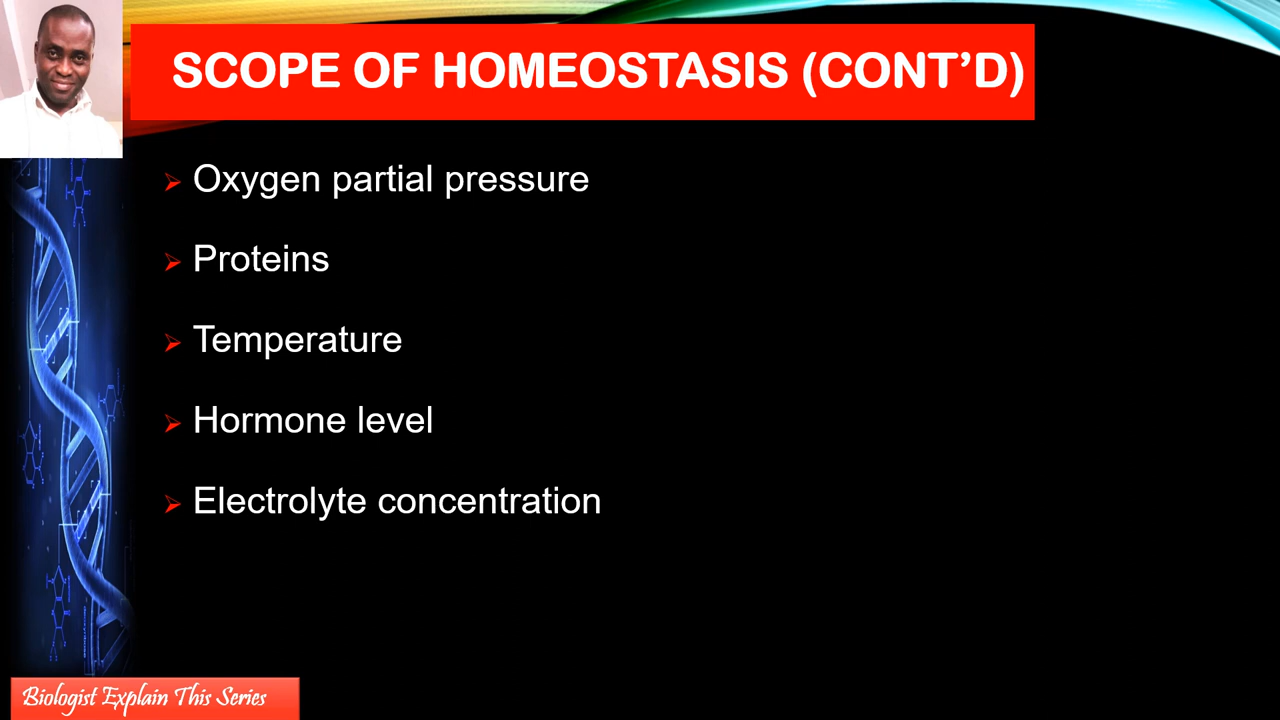 SCOPE OF HOMEOSTASIS (CONT’D)
Oxygen partial pressure
Proteins
Temperature
Hormone level
Electrolyte concentration
Biologist Explain This Series